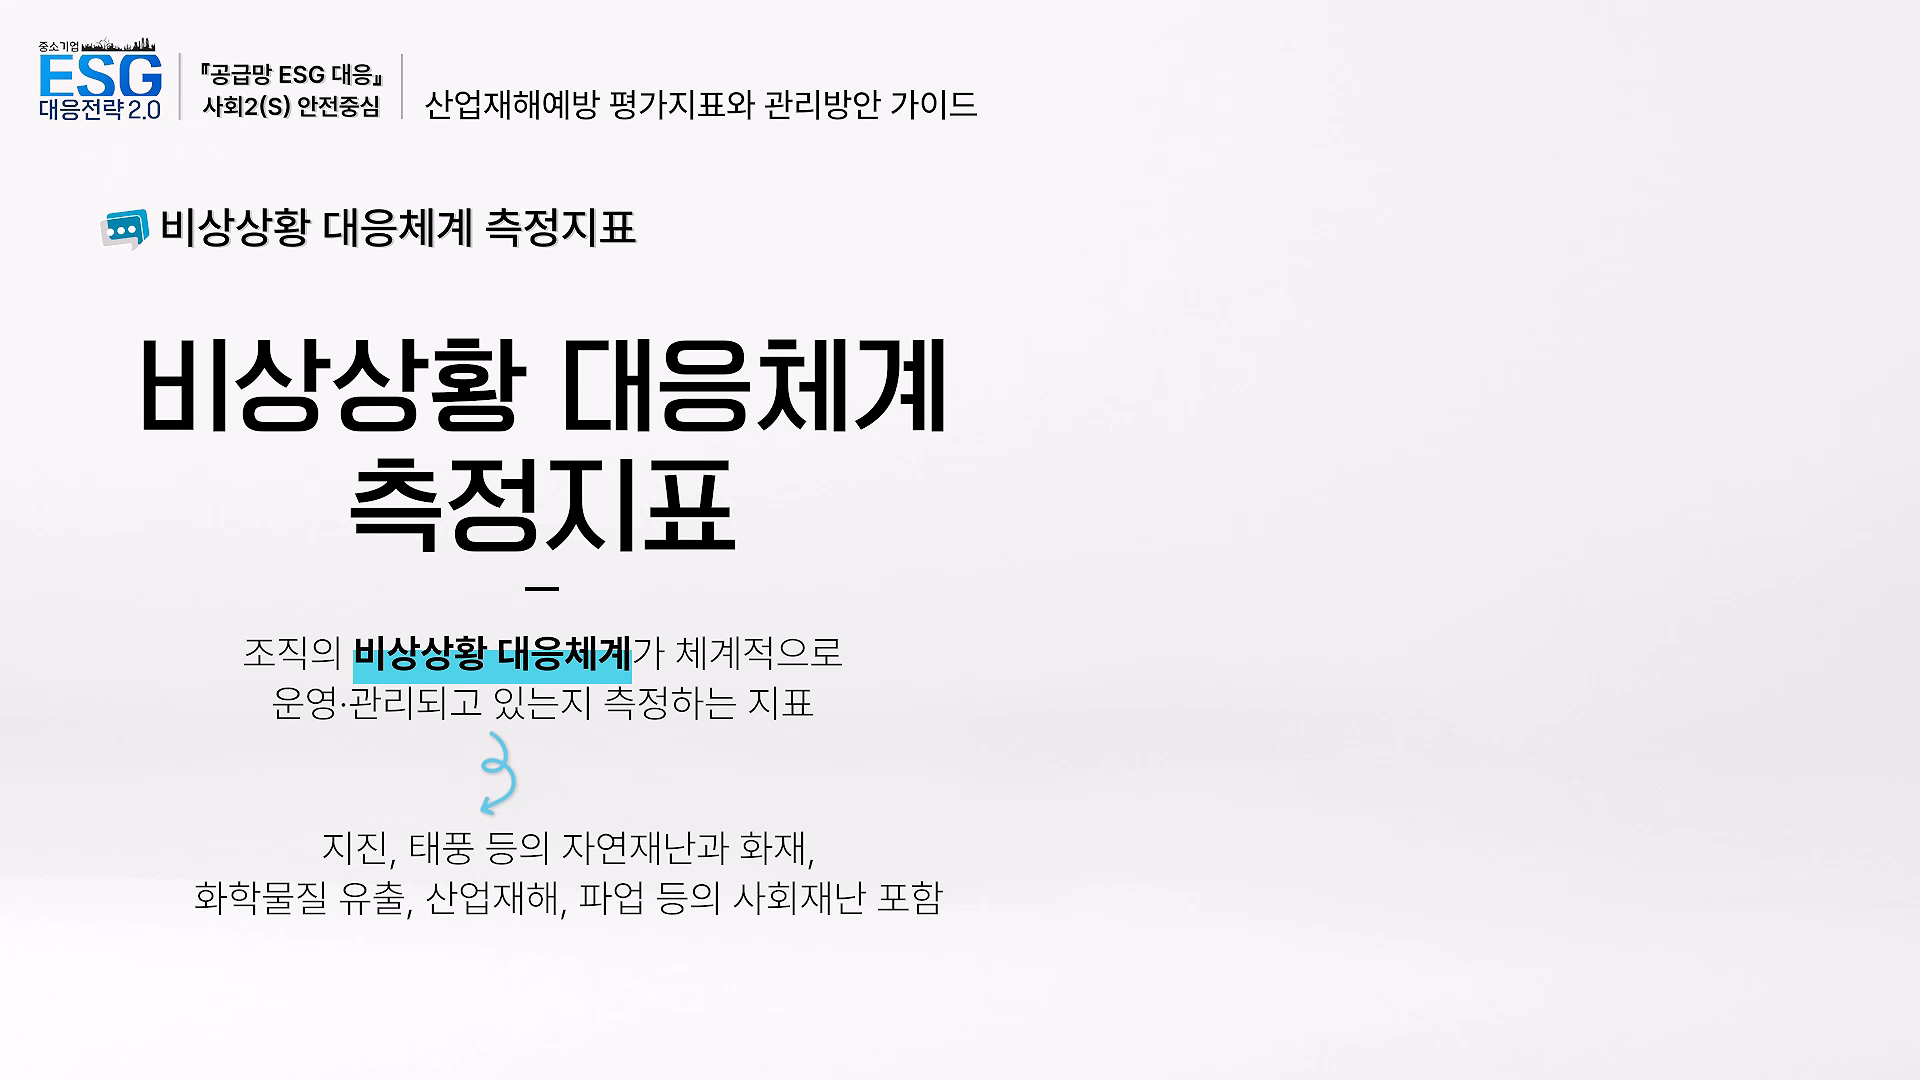 중소기업
ESG
대응전략 2.0
『공급망 ESG 대응』
사회2(S) 안전중심
산업재해예방 평가지표와 관리방안 가이드
비상상황 대응체계 측정지표
비상상황 대응체계
측정지표
조직의 비상상황 대응체계가 체계적으로
운영·관리되고 있는지 측정하는 지표
지진, 태풍 등의 자연재난과 화재,
화학물질 유출, 산업재해, 파업 등의 사회재난 포함